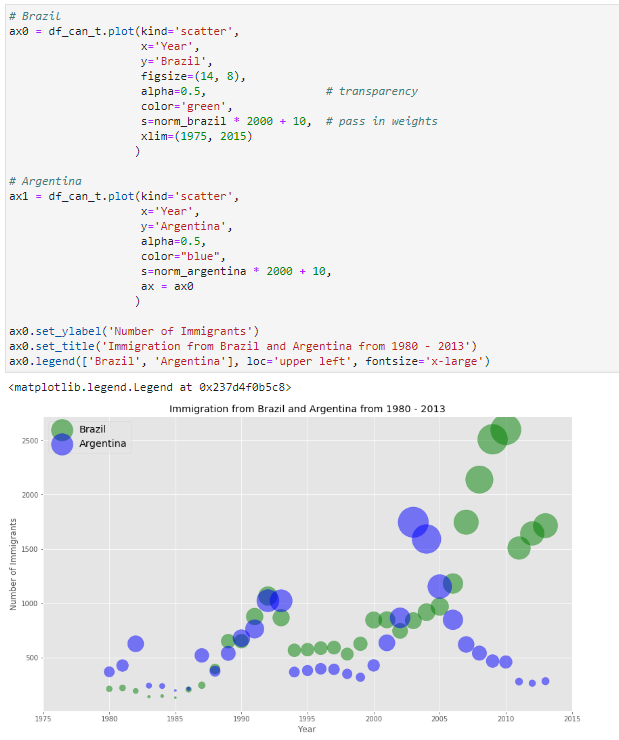 # Brazil
ax0 = df_can_t.plot(kind='scatter',
x='Year',
y='Brazil',
figsize=(14, 8),
alpha=0.5, # transparency
color='green',
s=norm_brazil * 2000 + 10, # pass in weights
xlim=(1975, 2015)
)
# Argentina
ax1 = df_can_t.plot(kind='scatter',
x='Year',
y='Argentina',
alpha=0.5,
color="blue",
s=norm_argentina * 2000 + 10,
ax = ax0
)
ax0.set_ylabel('Number of Immigrants')
ax0.set_title('Immigration from Brazil and Argentina from 1980 - 2013')
ax0.legend(['Brazil', 'Argentina'], loc='upper left', fontsize='x-large')
<matplotlib.legend.Legend at 0x237d4f0b5c8>
Immigration from Brazil and Argentina from 1980 - 2013
Brazil
Argentina
2500
2000
1500
1000
500
Number of Immigrants
1975 1980 1985 1990 1995 2000 2005 2010 2015
Year